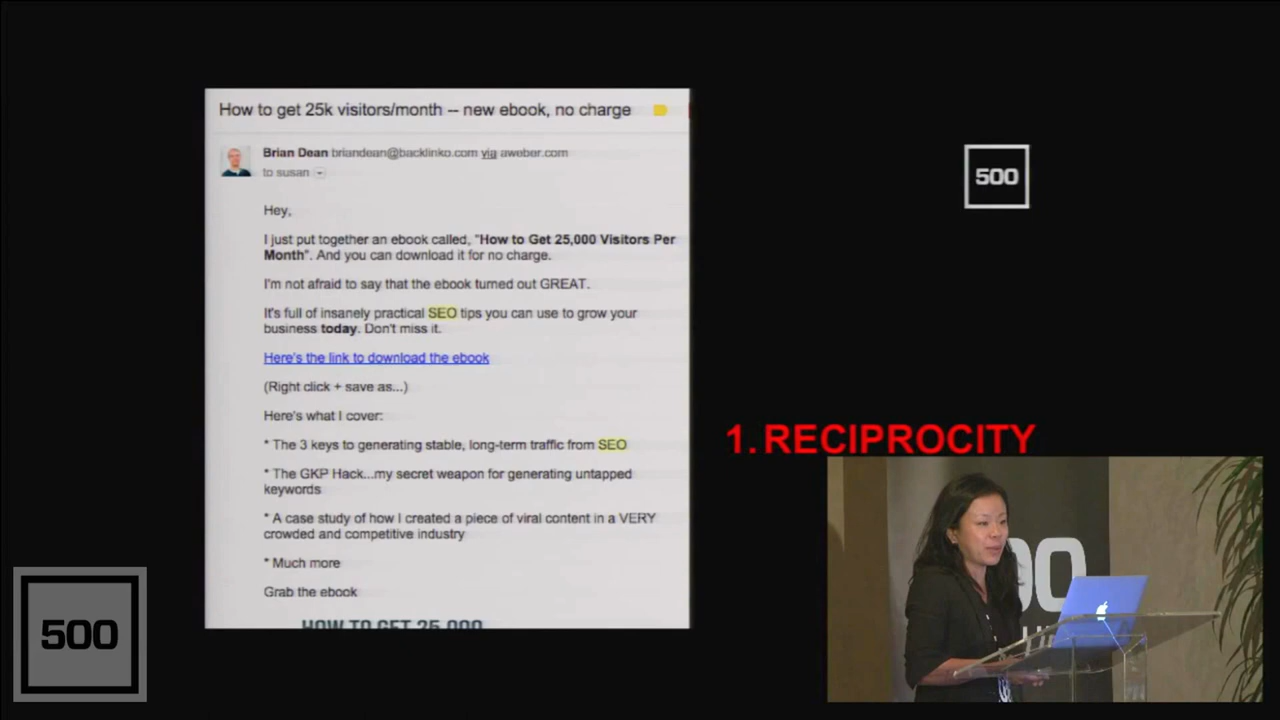 How to get 25k visitors/month -- new ebook, no charge
Brian Dean briandean@backlinko.com via aweber.com
to susan
Hey,
I just put together an ebook called, "How to Get 25,000 Visitors Per
Month". And you can download it for no charge.
I'm not afraid to say that the ebook turned out GREAT.
It's full of insanely practical SEO tips you can use to grow your
business today. Don't miss it.
Here's the link to download the ebook
(Right click + save as...)
Here's what I cover:
* The 3 keys to generating stable, long-term traffic from SEO
* The GKP Hack...my secret weapon for generating untapped
keywords
* A case study of how I created a piece of viral content in a VERY
crowded and competitive industry
* Much more
Grab the ebook
HOW TO GET 25,000
500
1. RECIPROCITY
500